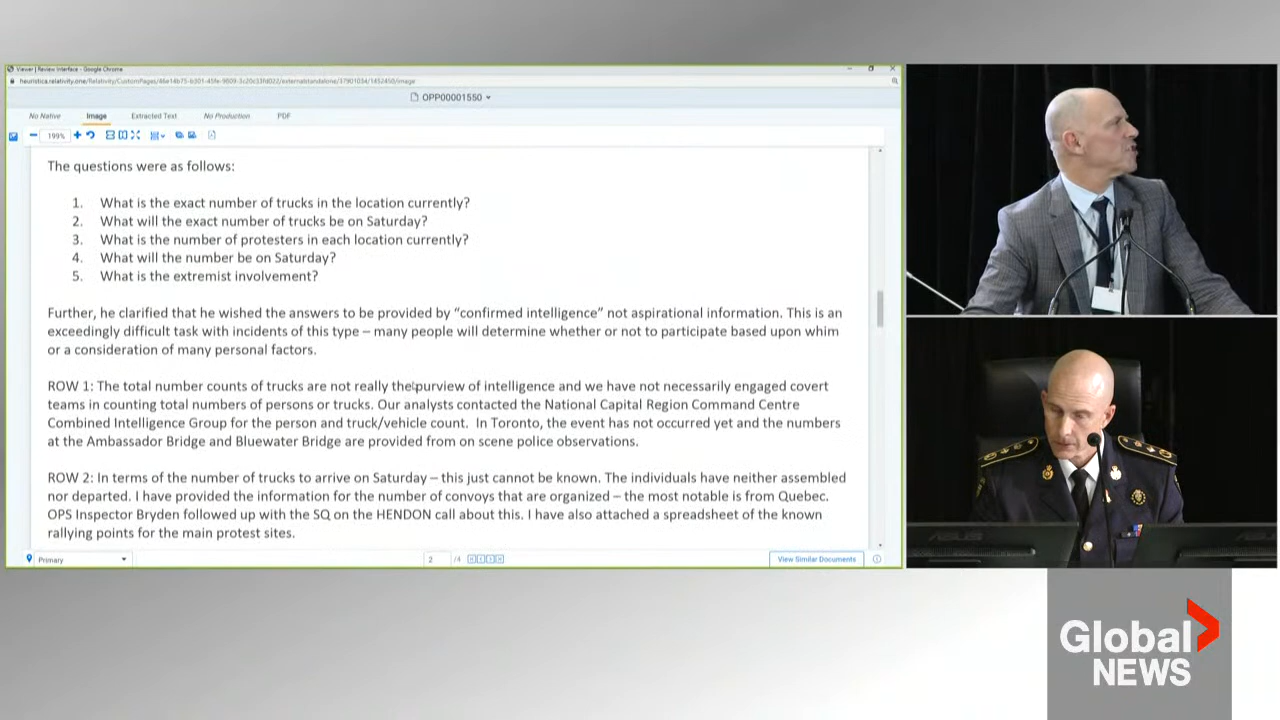 Viewer | Review Interface - Google Chrome
OPP00001550
No Native Image Extracted Text No Production PDF
199%
The questions were as follows:
1. What is the exact number of trucks in the location currently?
2. What will the exact number of trucks be on Saturday?
3. What is the number of protesters in each location currently?
4. What will the number be on Saturday?
5. What is the extremist involvement?
Further, he clarified that he wished the answers to be provided by “confirmed intelligence” not aspirational information. This is an
exceedingly difficult task with incidents of this type – many people will determine whether or not to participate based upon whim
or a consideration of many personal factors.
ROW 1: The total number counts of trucks are not really the purview of intelligence and we have not necessarily engaged covert
teams in counting total numbers of persons or trucks. Our analysts contacted the National Capital Region Command Centre
Combined Intelligence Group for the person and truck/vehicle count. In Toronto, the event has not occurred yet and the numbers
at the Ambassador Bridge and Bluewater Bridge are provided from on scene police observations.
ROW 2: In terms of the number of trucks to arrive on Saturday – this just cannot be known. The individuals have neither assembled
nor departed. I have provided the information for the number of convoys that are organized – the most notable is from Quebec.
OPS Inspector Bryden followed up with the SQ on the HENDON call about this. I have also attached a spreadsheet of the known
rallying points for the main protest sites.
Primary 2 /4 View Similar Documents
Global
NEWS